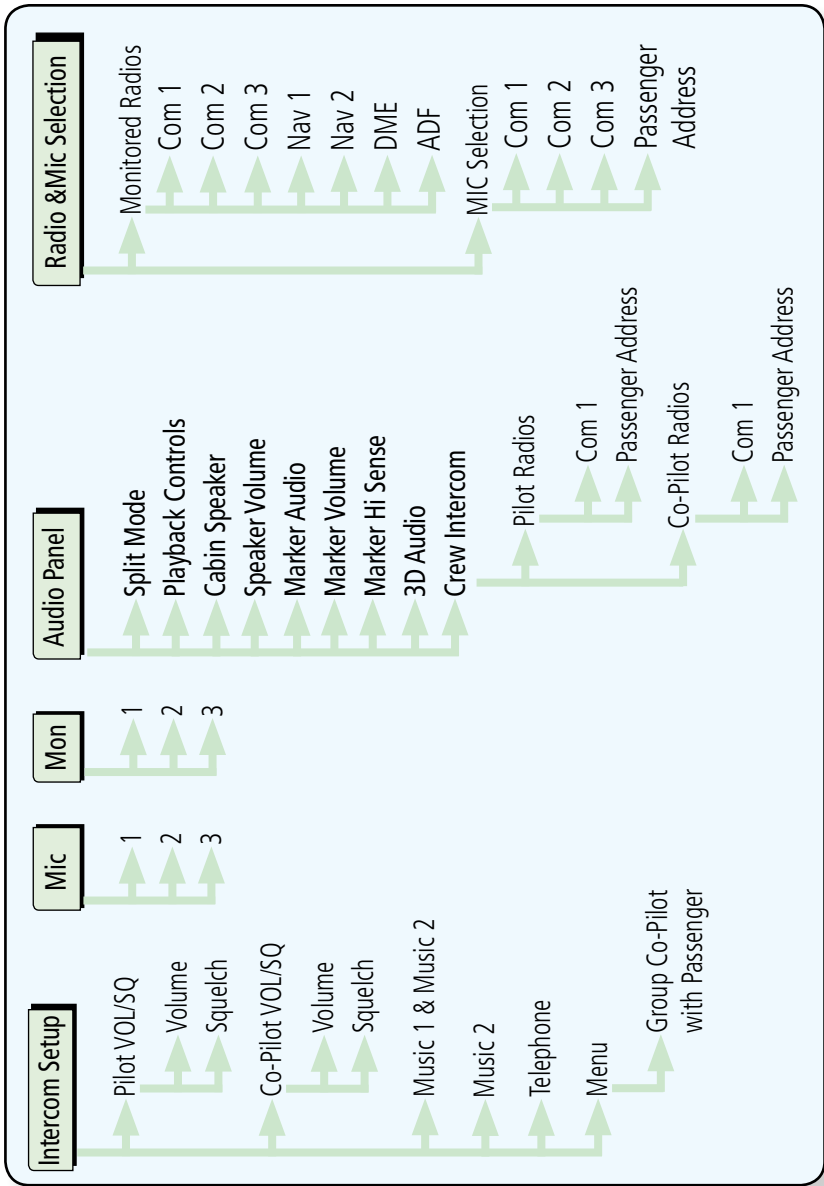 Intercom Setup
Pilot VOL/SQ
Volume
Squelch
Co-Pilot VOL/SQ
Volume
Squelch
Music 1 & Music 2
Music 2
Telephone
Menu
Group Co-Pilot
with Passenger
Mic
1
2
3
Mon
1
2
3
Audio Panel
Split Mode
Playback Controls
Cabin Speaker
Speaker Volume
Marker Audio
Marker Volume
Marker Hi Sense
3D Audio
Crew Intercom
Pilot Radios
Com 1
Passenger Address
Co-Pilot Radios
Com 1
Passenger Address
Radio &Mic Selection
Monitored Radios
Com 1
Com 2
Com 3
Nav 1
Nav 2
DME
ADF
MIC Selection
Com 1
Com 2
Com 3
Passenger
Address